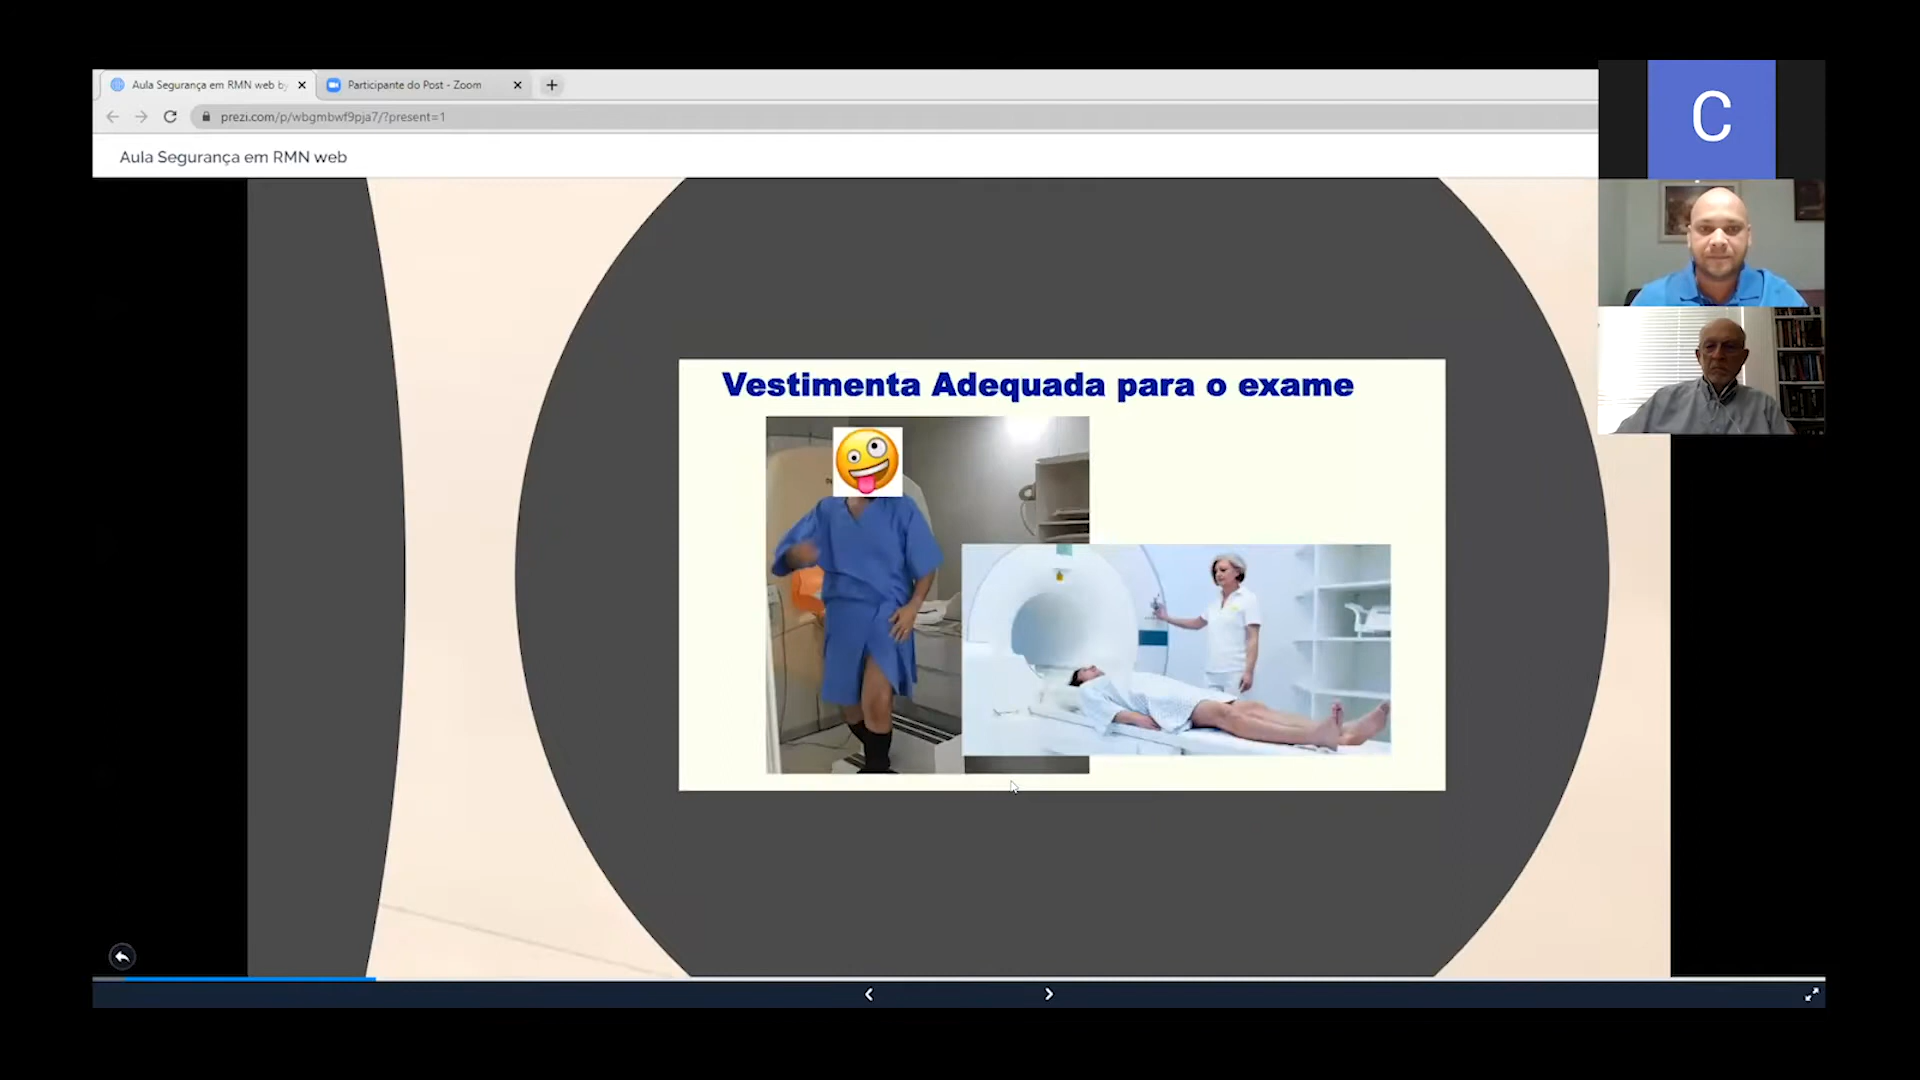 Aula Segurança em RMN web by
Participante do Post - Zoom
prezi.com/p/wbgmbwf9pja7/?present=1
Aula Segurança em RMN web
C
Vestimenta Adequada para o exame